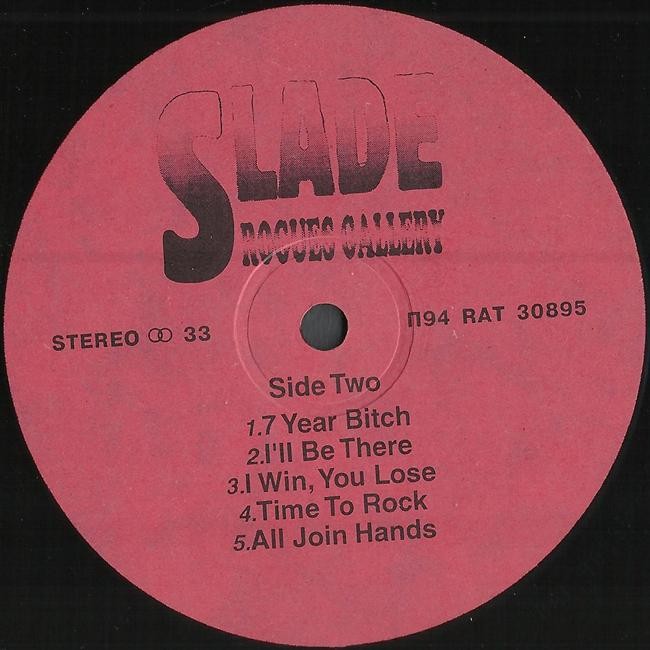 SLADE
ROGUES GALLERY
STEREO 33
П94 RAT 30895
Side Two
1.7 Year Bitch
2.I'll Be There
3.I Win, You Lose
4.Time To Rock
5.All Join Hands